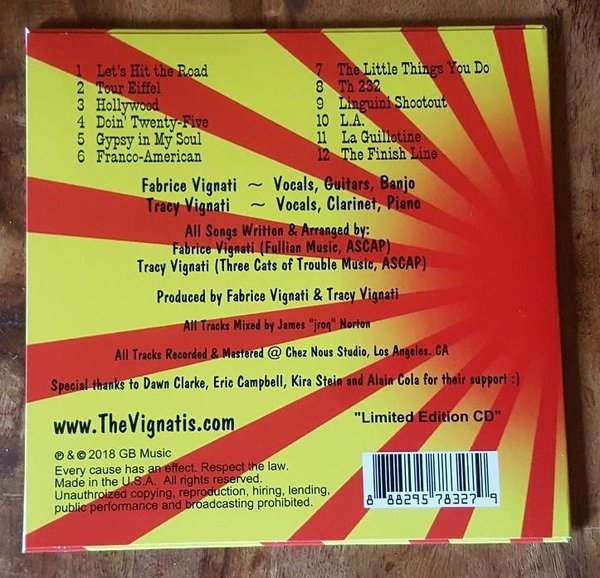 1 Let's Hit the Road
2 Tour Eiffel
3 Hollywood
4 Doin' Twenty-Five
5 Gypsy in My Soul
6 Franco-American
7 The Little Things You Do
8 Th 232
9 Linguini Shootout
10 L.A.
11 La Guillotine
12 The Finish Line
Fabrice Vignati ~ Vocals, Guitars, Banjo
Tracy Vignati ~ Vocals, Clarinet, Piano
All Songs Written & Arranged by:
Fabrice Vignati (Fullian Music, ASCAP)
Tracy Vignati (Three Cats of Trouble Music, ASCAP)
Produced by Fabrice Vignati & Tracy Vignati
All Tracks Mixed by James "jroq" Norton
All Tracks Recorded & Mastered @ Chez Nous Studio, Los Angeles. CA
Special thanks to Dawn Clarke, Eric Campbell, Kira Stein and Alain Cola for their support :)
www.TheVignatis.com
"Limited Edition CD"
℗ & © 2018 GB Music
Every cause has an effect. Respect the law.
Made in the U.S.A. All rights reserved.
Unauthroized copying, reproduction, hiring, lending,
public performance and broadcasting prohibited.
8 88295 78327 9